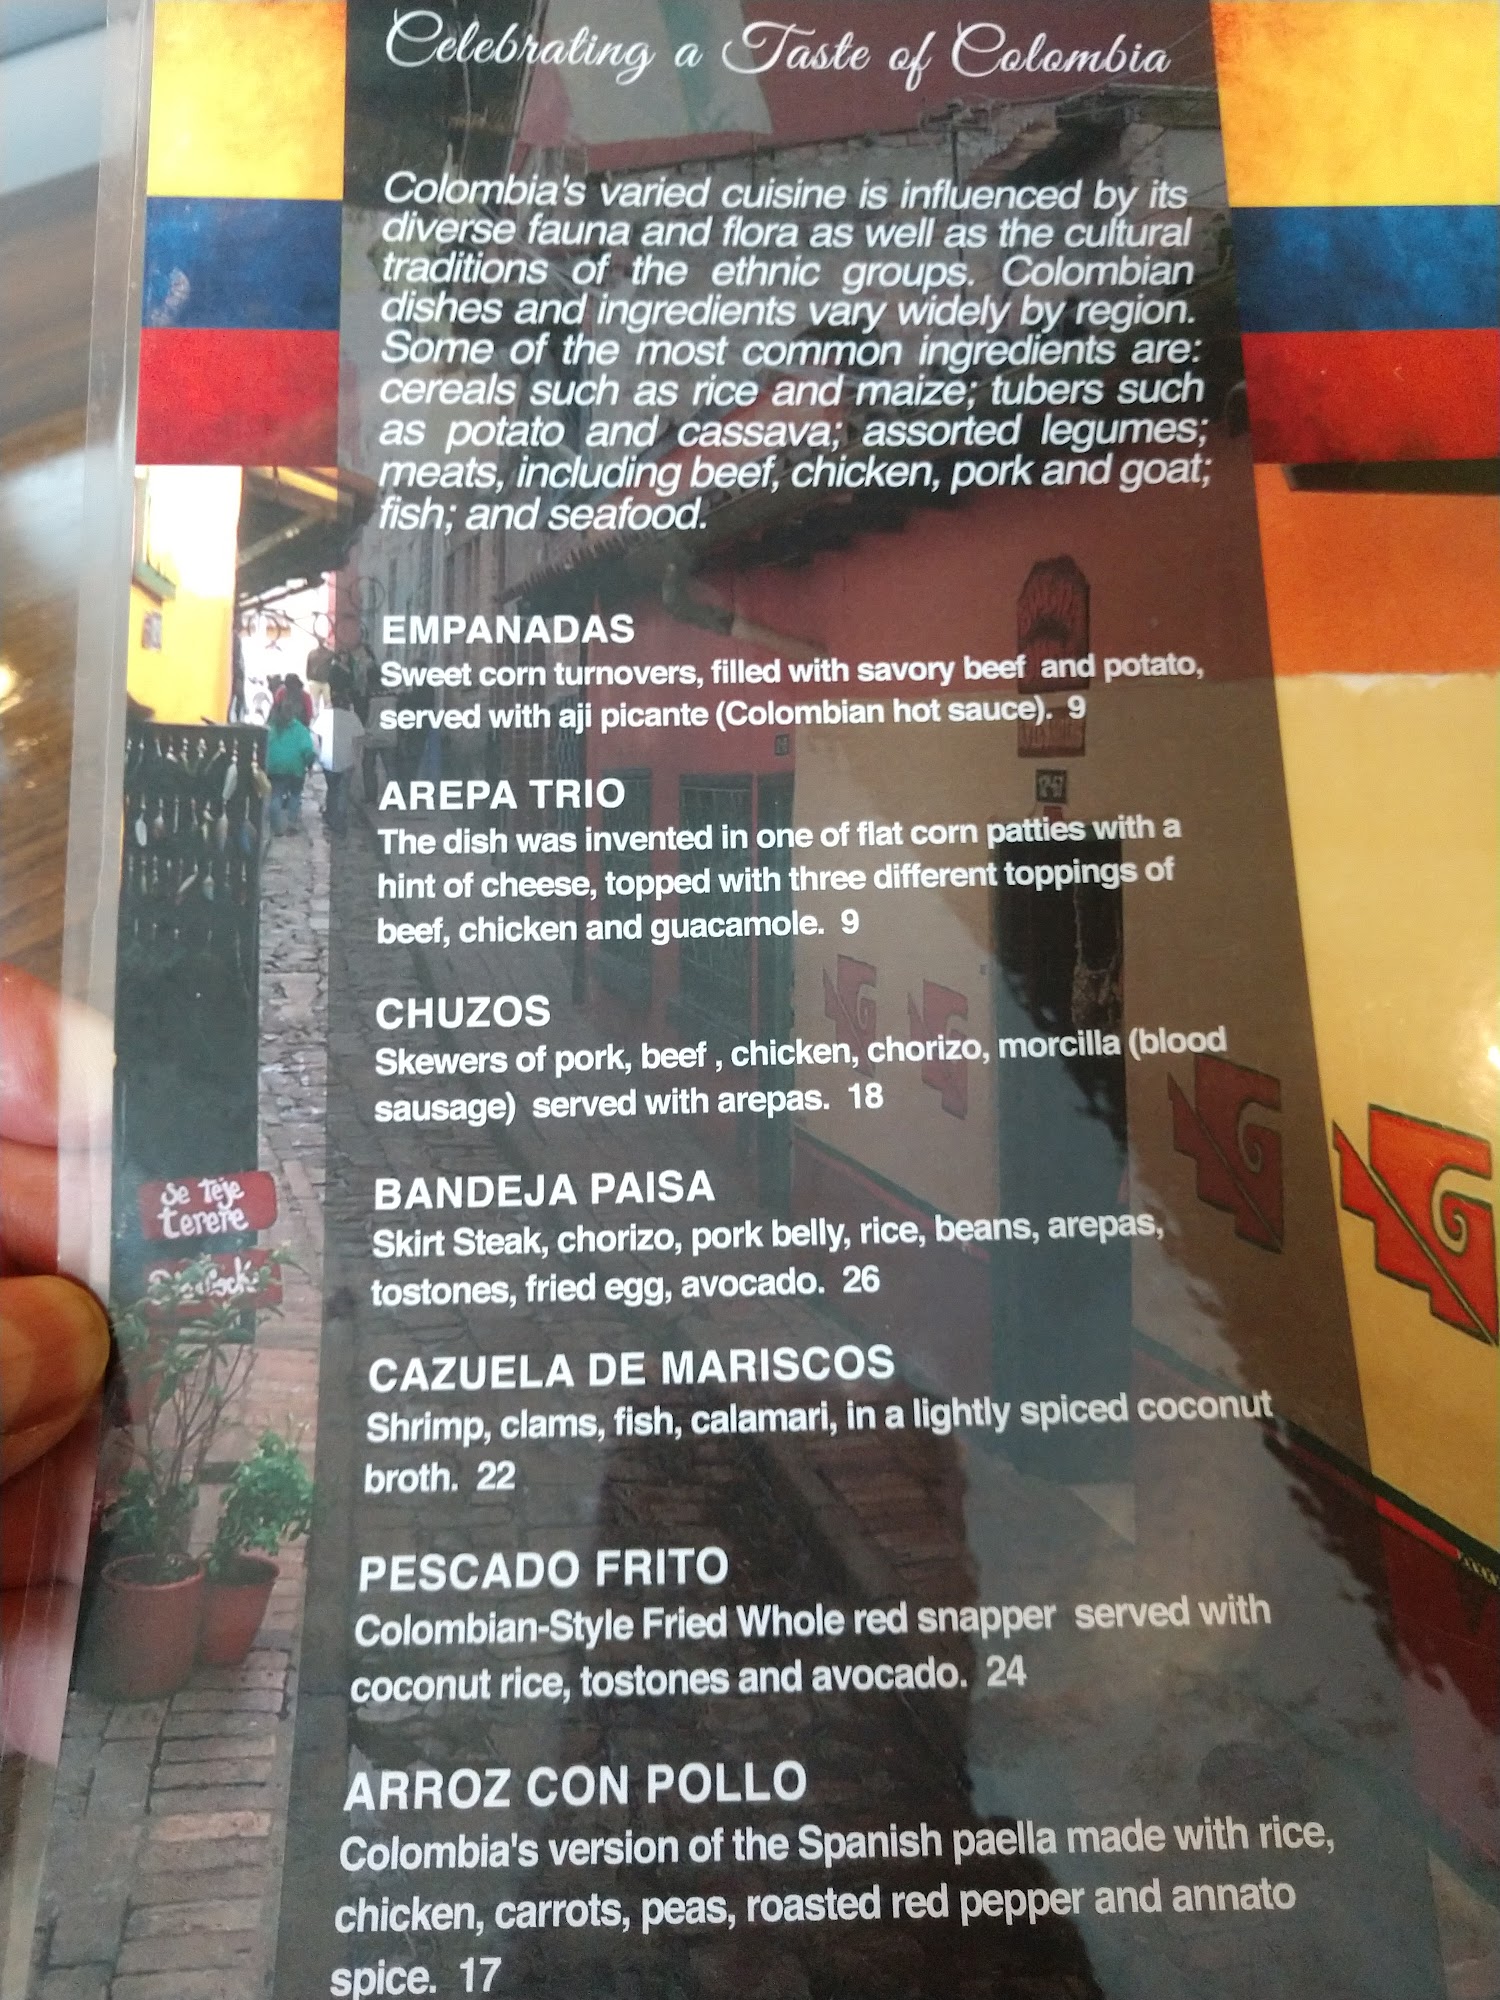 Celebrating a Taste of Colombia
Colombia's varied cuisine is influenced by its
diverse fauna and flora as well as the cultural
traditions of the ethnic groups. Colombian
dishes and ingredients vary widely by region.
Some of the most common ingredients are:
cereals such as rice and maize; tubers such
as potato and cassava; assorted legumes;
meats, including beef, chicken, pork and goat;
fish; and seafood.
EMPANADAS
Sweet corn turnovers, filled with savory beef and potato,
served with aji picante (Colombian hot sauce). 9
AREPA TRIO
The dish was invented in one of flat corn patties with a
hint of cheese, topped with three different toppings of
beef, chicken and guacamole. 9
CHUZOS
Skewers of pork, beef , chicken, chorizo, morcilla (blood
sausage) served with arepas. 18
BANDEJA PAISA
Skirt Steak, chorizo, pork belly, rice, beans, arepas,
tostones, fried egg, avocado. 26
CAZUELA DE MARISCOS
Shrimp, clams, fish, calamari, in a lightly spiced coconut
broth. 22
PESCADO FRITO
Colombian-Style Fried Whole red snapper served with
coconut rice, tostones and avocado. 24
ARROZ CON POLLO
Colombia's version of the Spanish paella made with rice,
chicken, carrots, peas, roasted red pepper and annato
spice. 17
Se Teje
terere